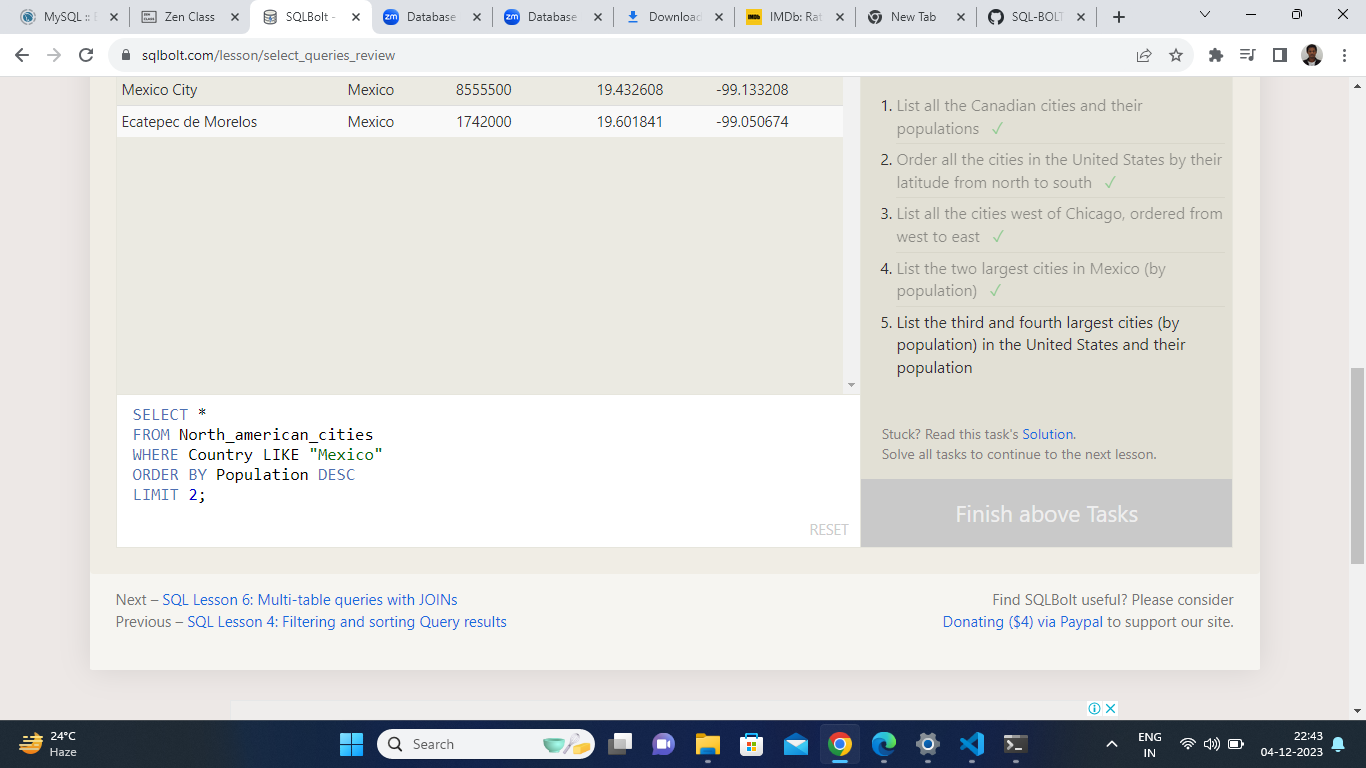 MySQL ::
Zen Class
SQLBolt -
Database
Database
Download
IMDb: Rat
New Tab
SQL-BOLT
sqlbolt.com/lesson/select_queries_review
Mexico City Mexico 8555500 19.432608 -99.133208
Ecatepec de Morelos Mexico 1742000 19.601841 -99.050674
1. List all the Canadian cities and their
populations ✓
2. Order all the cities in the United States by their
latitude from north to south ✓
3. List all the cities west of Chicago, ordered from
west to east ✓
4. List the two largest cities in Mexico (by
population) ✓
5. List the third and fourth largest cities (by
population) in the United States and their
population
SELECT *
FROM North_american_cities
WHERE Country LIKE "Mexico"
ORDER BY Population DESC
LIMIT 2;
RESET
Stuck? Read this task's Solution.
Solve all tasks to continue to the next lesson.
Finish above Tasks
Next – SQL Lesson 6: Multi-table queries with JOINs
Previous – SQL Lesson 4: Filtering and sorting Query results
Find SQLBolt useful? Please consider
Donating ($4) via Paypal to support our site.
24°C
Haze
Search
ENG
IN
22:43
04-12-2023